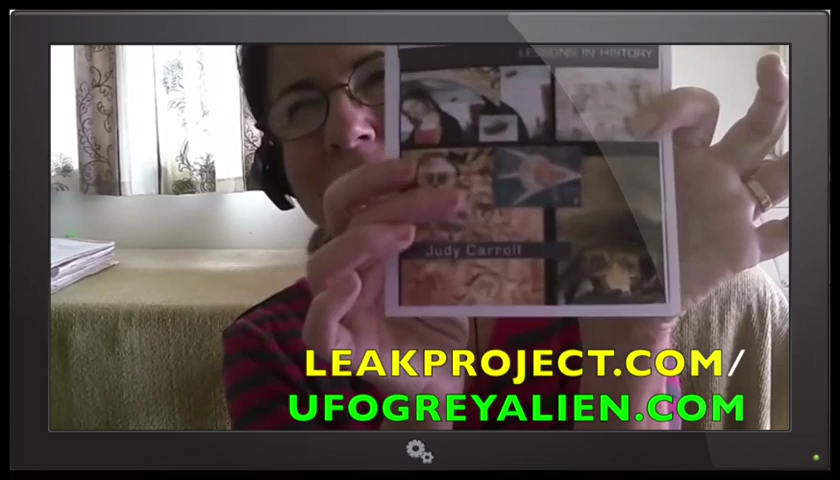 LESSONS IN HISTORY
Judy Carroll
LEAKPROJECT.COM/
UFOGREYALIEN.COM